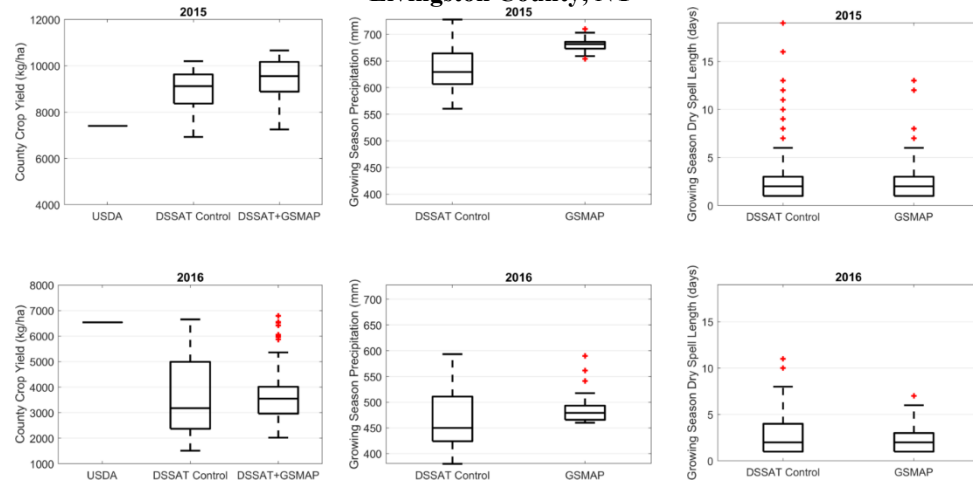 2015
County Crop Yield (kg/ha)
12000
10000
8000
6000
4000
USDA
DSSAT Control
DSSAT+GSMAP
2015
Growing Season Precipitation (mm)
700
650
600
550
500
450
400
DSSAT Control
GSMAP
2015
Growing Season Dry Spell Length (days)
15
10
5
0
DSSAT Control
GSMAP
2016
County Crop Yield (kg/ha)
8000
7000
6000
5000
4000
3000
2000
1000
USDA
DSSAT Control
DSSAT+GSMAP
2016
Growing Season Precipitation (mm)
700
650
600
550
500
450
400
DSSAT Control
GSMAP
2016
Growing Season Dry Spell Length (days)
15
10
5
0
DSSAT Control
GSMAP